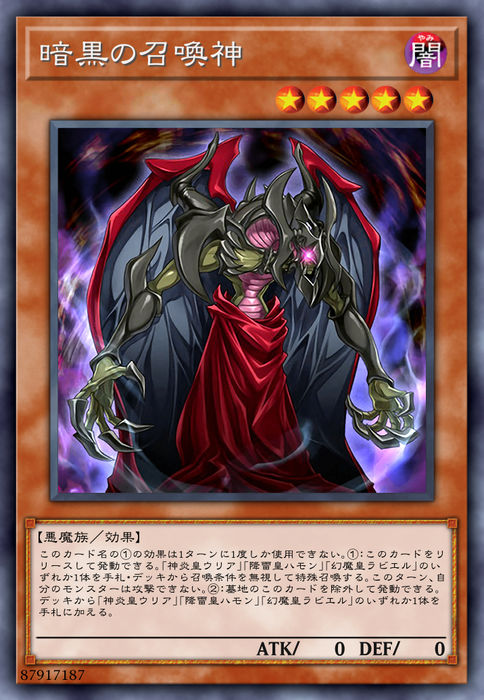 暗黒の召喚神
やみ
闇
【悪魔族／効果】
このカード名の①の効果は1ターンに1度しか使用できない。①：このカードをリ
リースして発動できる。「神炎皇ウリア」「降雷皇ハモン」「幻魔皇ラビエル」のい
ずれか1体を手札・デッキから召喚条件を無視して特殊召喚する。このターン、自
分のモンスターは攻撃できない。②：墓地のこのカードを除外して発動できる。
デッキから「神炎皇ウリア」「降雷皇ハモン」「幻魔皇ラビエル」のいずれか1体を
手札に加える。
ATK/ 0 DEF/ 0
87917187